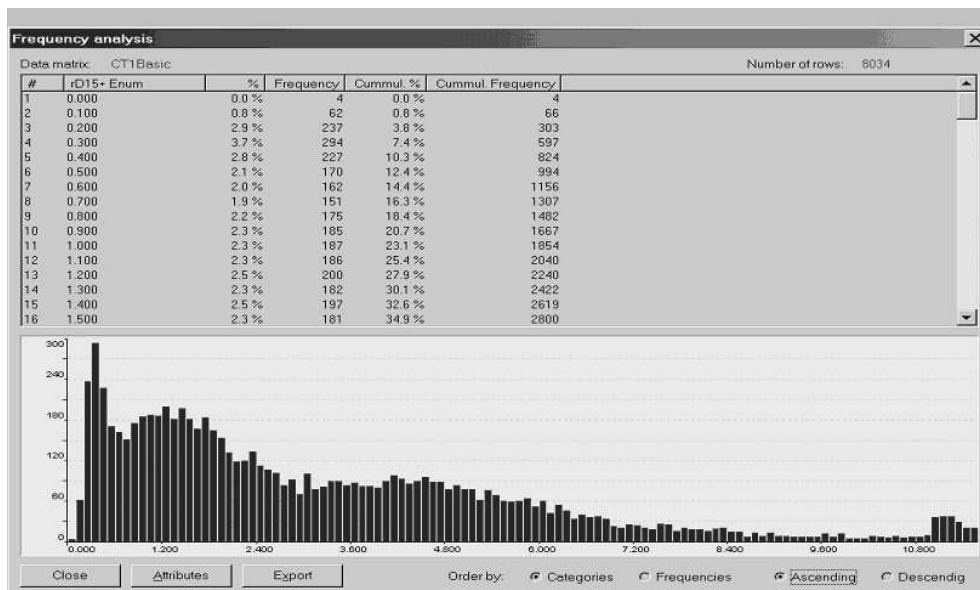 Frequency analysis
Data matrix: CT1Basic Number of rows: 8034
# rD15+ Enum % Frequency Cummul. % Cummul. Frequency
1 0.000 0.0 % 4 0.0 % 4
2 0.100 0.8 % 62 0.8 % 66
3 0.200 2.9 % 237 3.8 % 303
4 0.300 3.7 % 294 7.4 % 597
5 0.400 2.8 % 227 10.3 % 824
6 0.500 2.1 % 170 12.4 % 994
7 0.600 2.0 % 162 14.4 % 1156
8 0.700 1.9 % 151 16.3 % 1307
9 0.800 2.2 % 175 18.4 % 1482
10 0.900 2.3 % 185 20.7 % 1667
11 1.000 2.3 % 187 23.1 % 1854
12 1.100 2.3 % 186 25.4 % 2040
13 1.200 2.5 % 200 27.9 % 2240
14 1.300 2.3 % 182 30.1 % 2422
15 1.400 2.5 % 197 32.6 % 2619
16 1.500 2.3 % 181 34.9 % 2800
300
240
180
120
60
0
0.000 1.200 2.400 3.600 4.800 6.000 7.200 8.400 9.600 10.800
Close Attributes Export Order by: Categories Frequencies Ascending Descendig